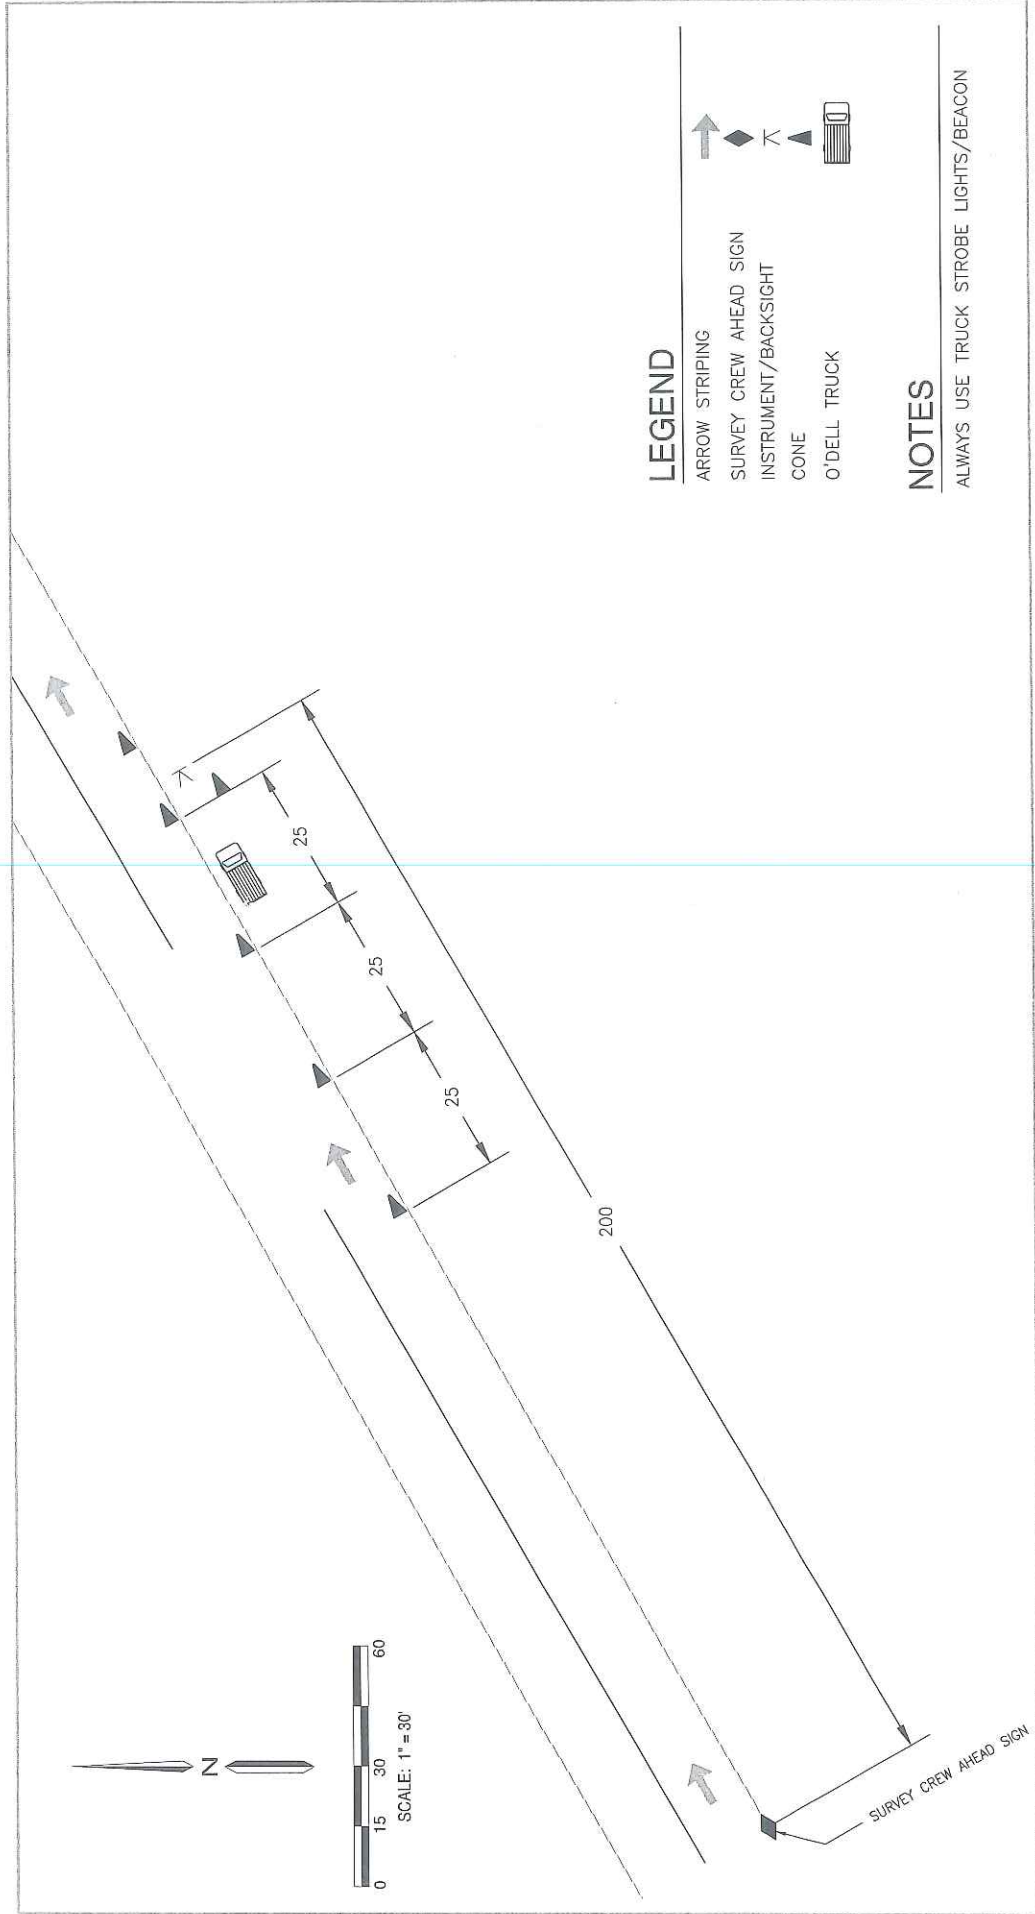 N
0 15 30 60
SCALE: 1" = 30'
25
25
25
200
SURVEY CREW AHEAD SIGN
LEGEND
ARROW STRIPING
SURVEY CREW AHEAD SIGN
INSTRUMENT/BACKSIGHT
CONE
O'DELL TRUCK
NOTES
ALWAYS USE TRUCK STROBE LIGHTS/BEACON